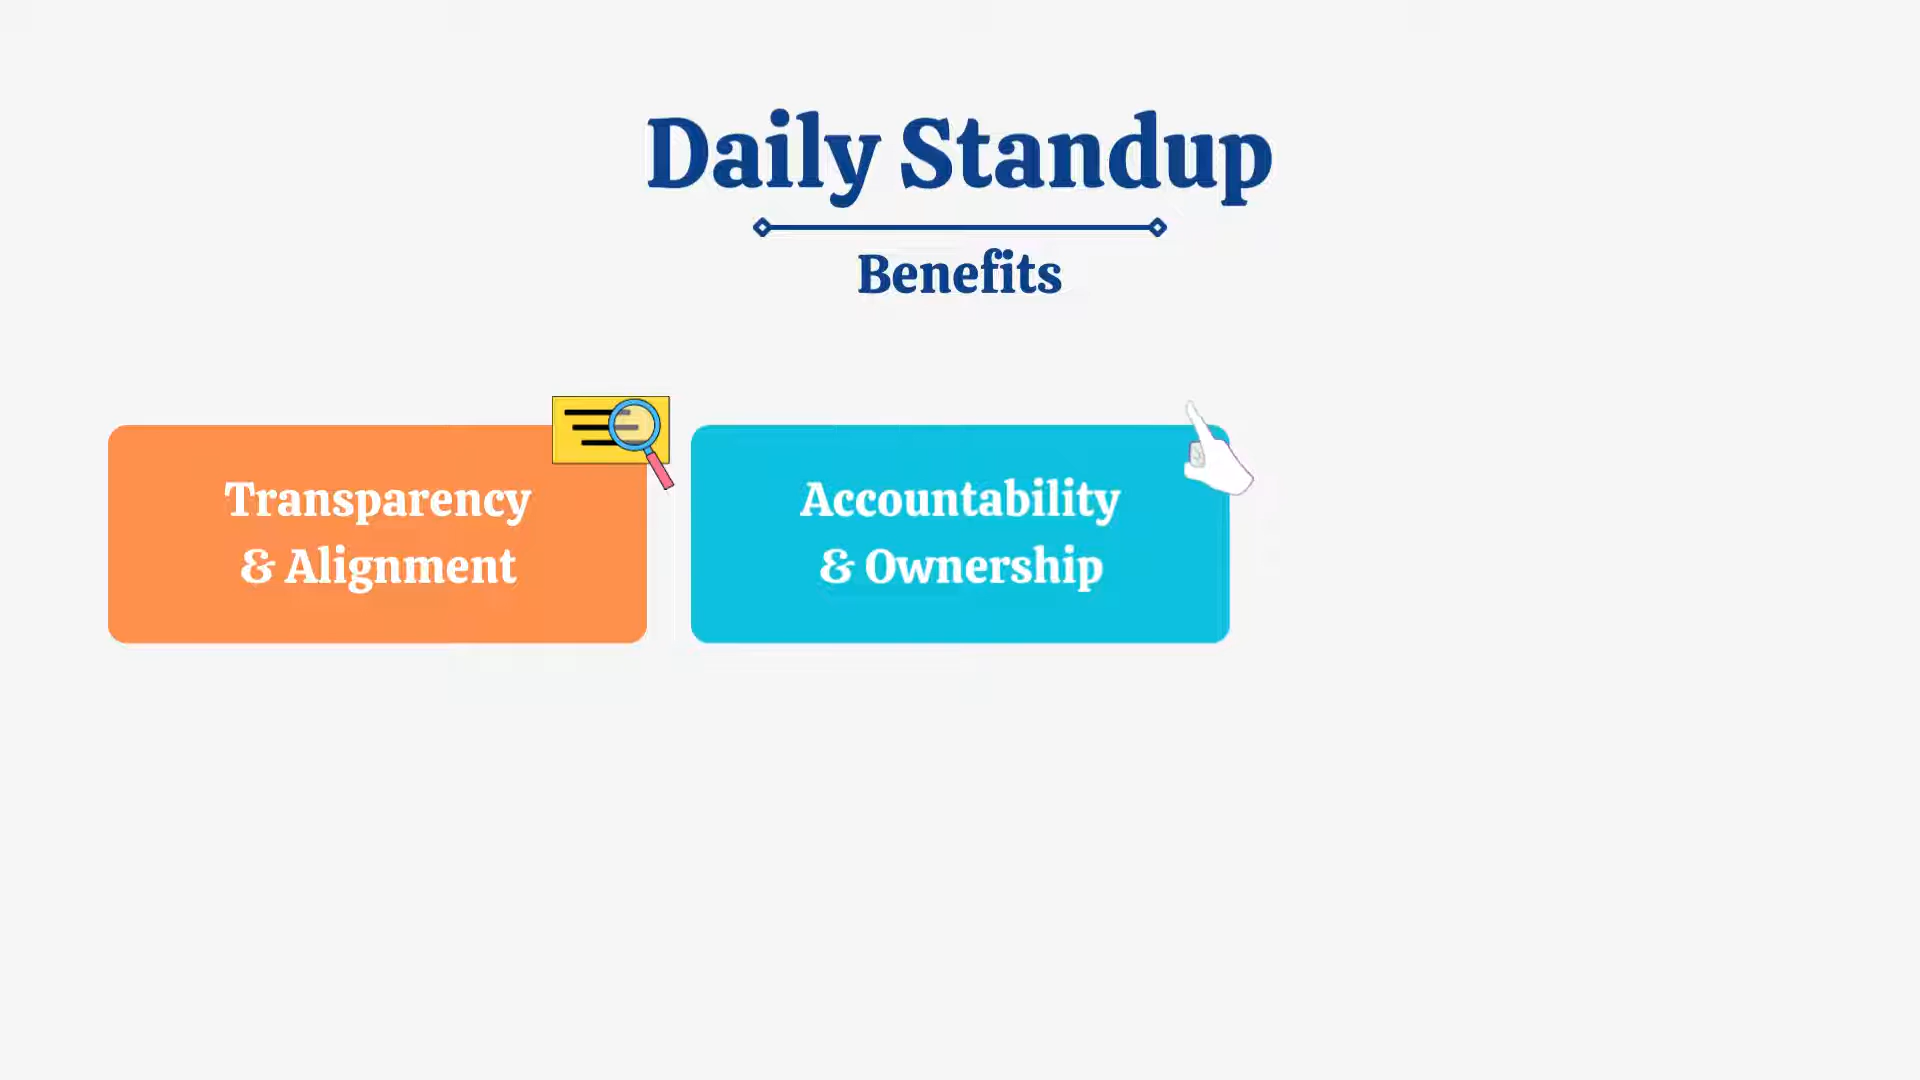 Daily Standup
Benefits
Transparency
& Alignment
Accountability
& Ownership